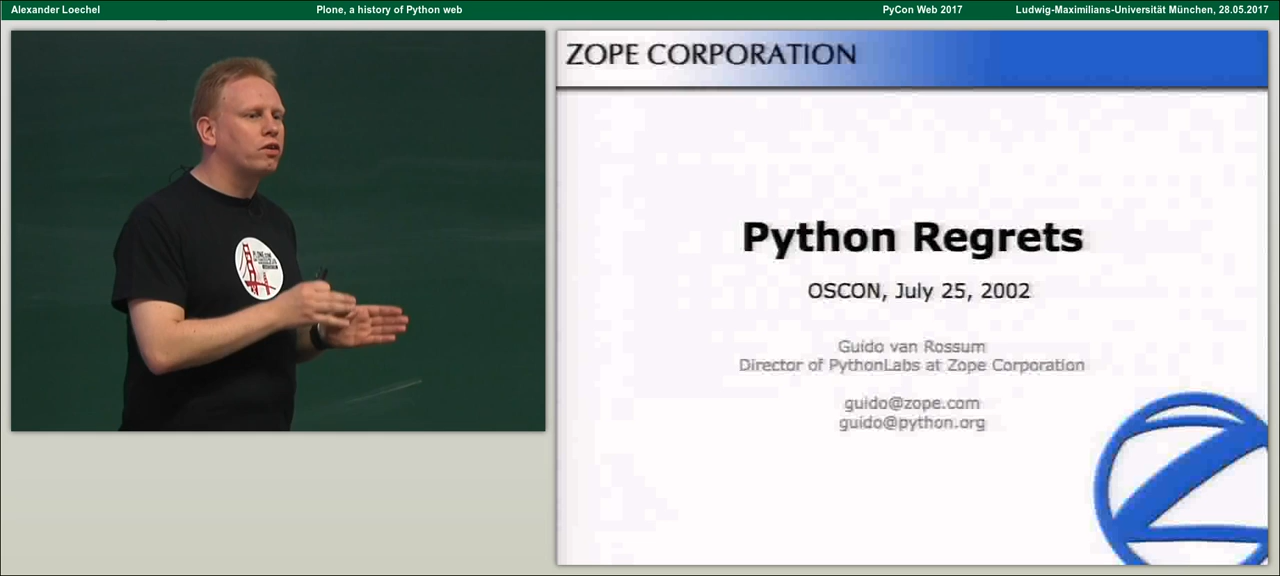 Alexander Loechel
Plone, a history of Python web
PyCon Web 2017
Ludwig-Maximilians-Universität München, 28.05.2017
ZOPE CORPORATION
Python Regrets
OSCON, July 25, 2002
Guido van Rossum
Director of PythonLabs at Zope Corporation
guido@zope.com
guido@python.org